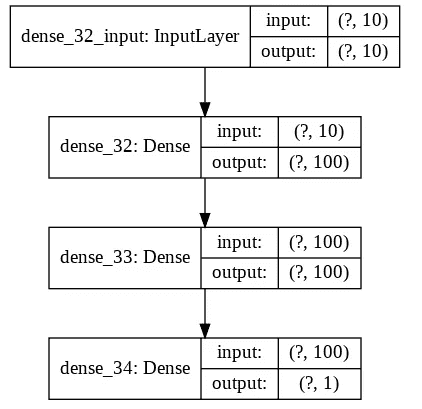 dense_32_input: InputLayer
input: (?, 10)
output: (?, 10)
dense_32: Dense
input: (?, 10)
output: (?, 100)
dense_33: Dense
input: (?, 100)
output: (?, 100)
dense_34: Dense
input: (?, 100)
output: (?, 1)